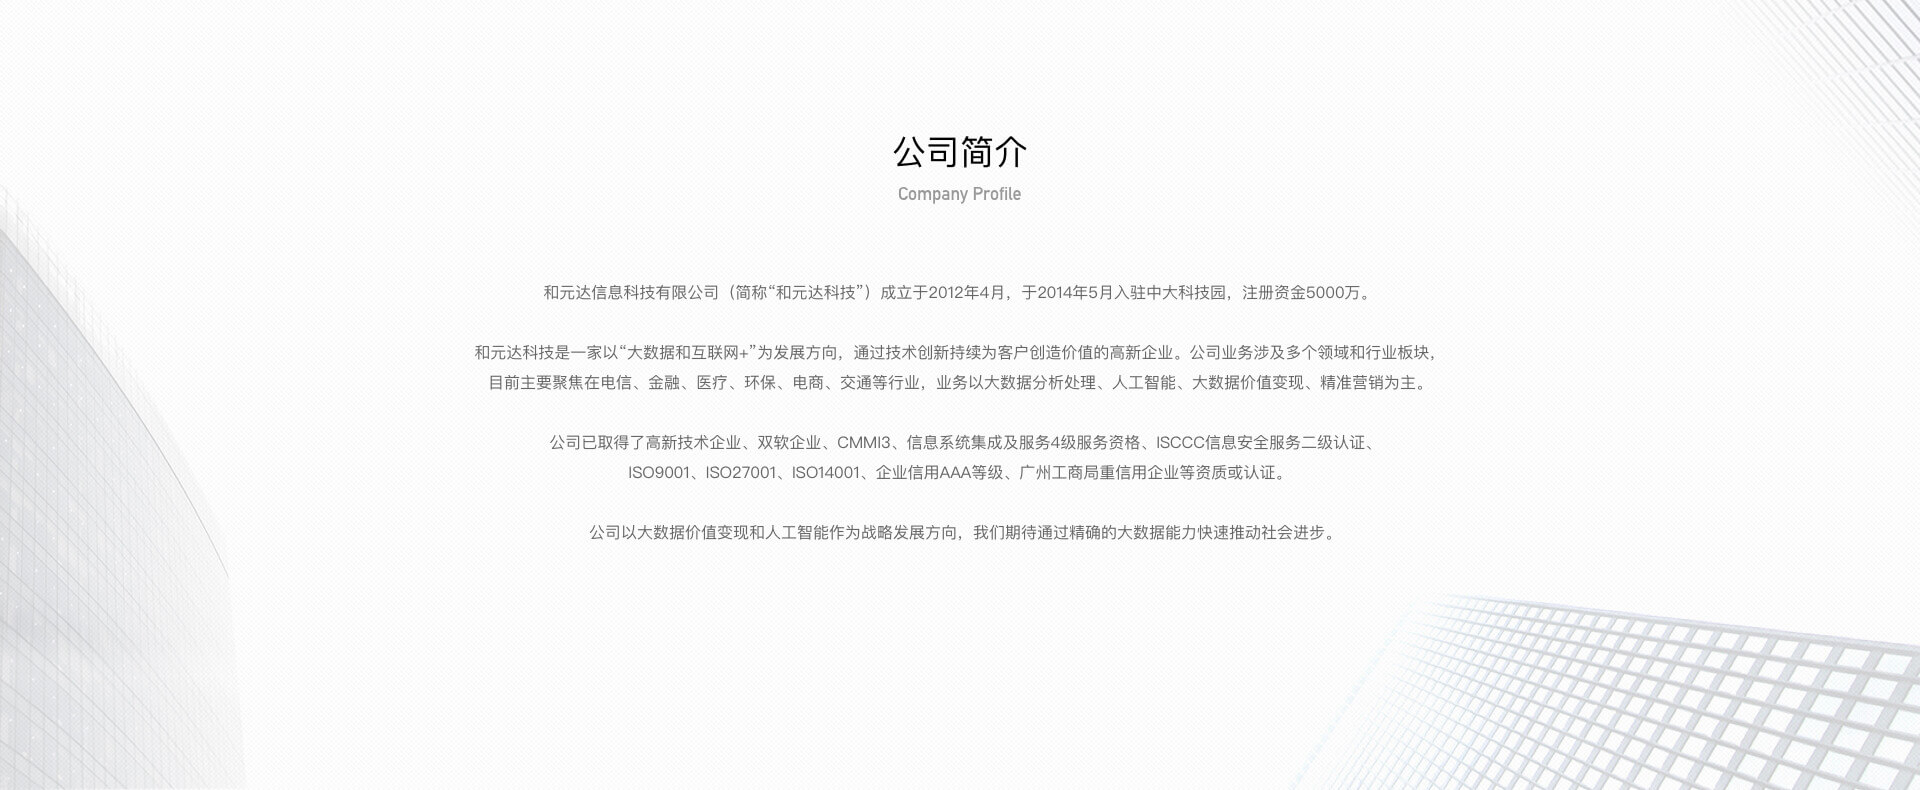 公司简介
Company Profile
和元达信息科技有限公司（简称“和元达科技”）成立于2012年4月，于2014年5月入驻中大科技园，注册资金5000万。
和元达科技是一家以“大数据和互联网+”为发展方向，通过技术创新持续为客户创造价值的高新企业。公司业务涉及多个领域和行业板块，
目前主要聚焦在电信、金融、医疗、环保、电商、交通等行业，业务以大数据分析处理、人工智能、大数据价值变现、精准营销为主。
公司已取得了高新技术企业、双软企业、CMMI3、信息系统集成及服务4级服务资格、ISCCC信息安全服务二级认证、
ISO9001、ISO27001、ISO14001、企业信用AAA等级、广州工商局重信用企业等资质或认证。
公司以大数据价值变现和人工智能作为战略发展方向，我们期待通过精确的大数据能力快速推动社会进步。